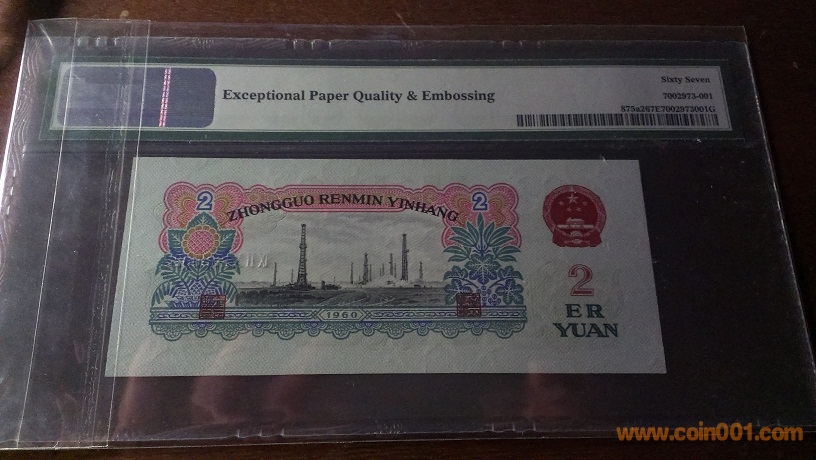 Sixty Seven
Exceptional Paper Quality & Embossing
7002973-001
875a267E7002973001G
ZHONGGUO RENMIN YINHANG
2
2
2
ER
YUAN
1960
www.coin001.com